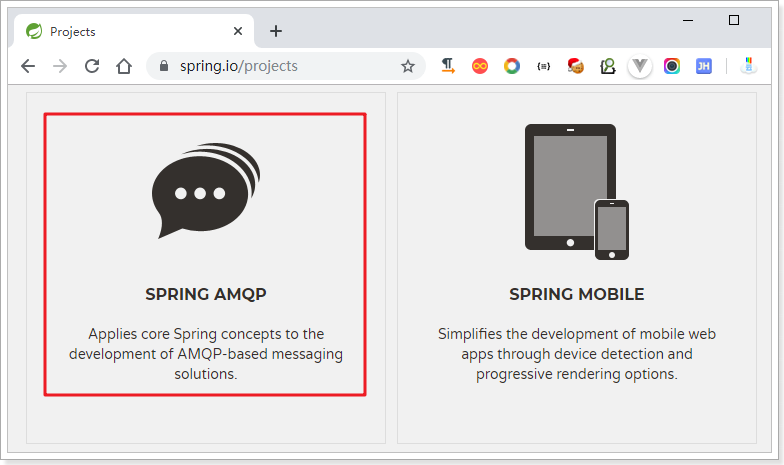 Projects
spring.io/projects
JH
SPRING AMQP
Applies core Spring concepts to the
development of AMQP-based messaging
solutions.
SPRING MOBILE
Simplifies the development of mobile web
apps through device detection and
progressive rendering options.